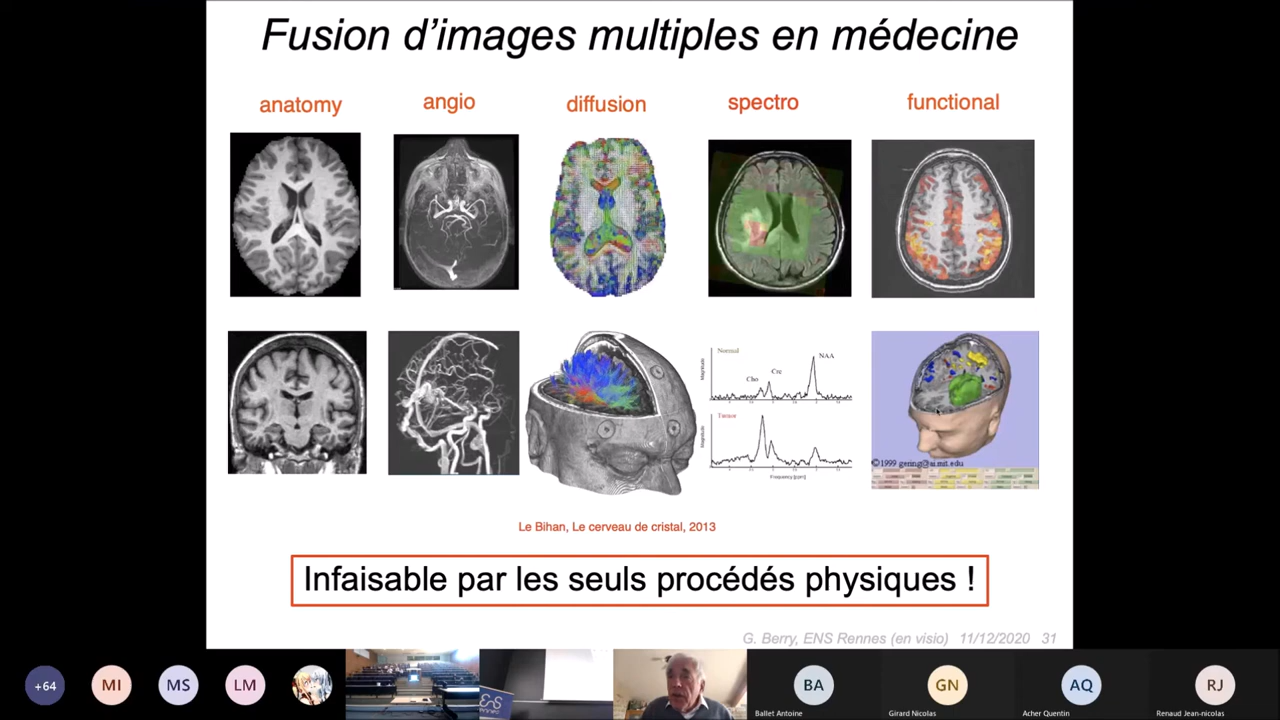 Fusion d'images multiples en médecine
anatomy
angio
diffusion
spectro
functional
Normal
Cho
Cre
NAA
Magnitude
Tumor
Magnitude
Frequency [ppm]
©1999 gering@ai.mit.edu
Le Bihan, Le cerveau de cristal, 2013
Infaisable par les seuls procédés physiques !
G. Berry, ENS Rennes (en visio) 11/12/2020 31
+64
MI
MS
LM
BA
Ballet Antoine
GN
Girard Nicolas
AQ
Acher Quentin
RJ
Renaud Jean-nicolas